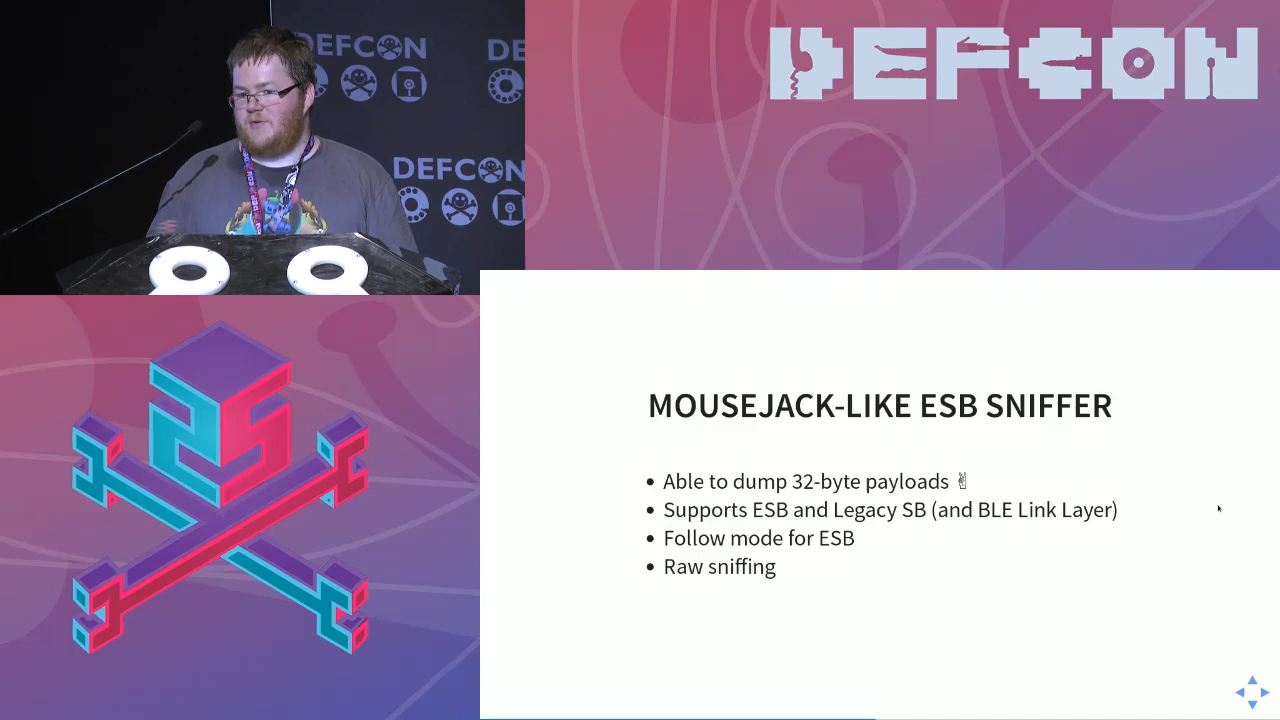 DEFCON
DEFCON
DE
DEFCON
MOUSEJACK-LIKE ESB SNIFFER
• Able to dump 32-byte payloads ✌
• Supports ESB and Legacy SB (and BLE Link Layer)
• Follow mode for ESB
• Raw sniffing